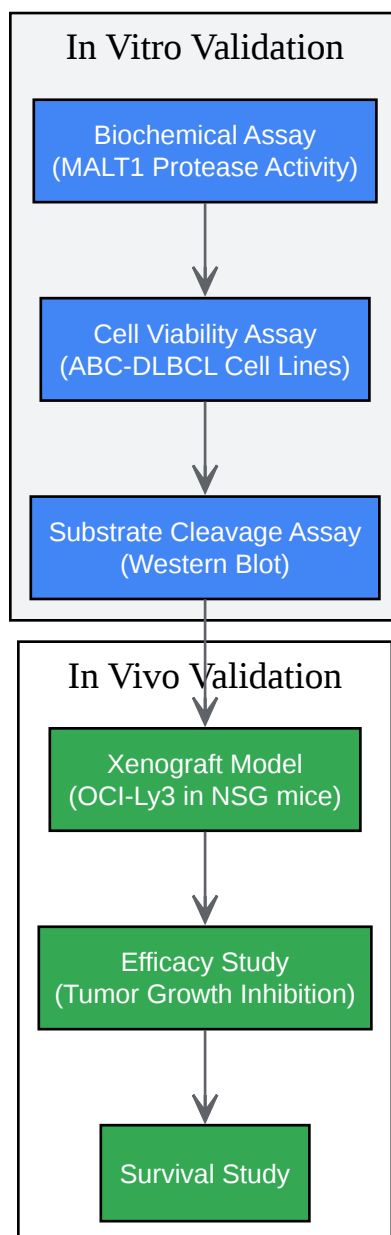 In Vitro Validation
Biochemical Assay
(MALT1 Protease Activity)
Cell Viability Assay
(ABC-DLBCL Cell Lines)
Substrate Cleavage Assay
(Western Blot)
In Vivo Validation
Xenograft Model
(OCI-Ly3 in NSG mice)
Efficacy Study
(Tumor Growth Inhibition)
Survival Study